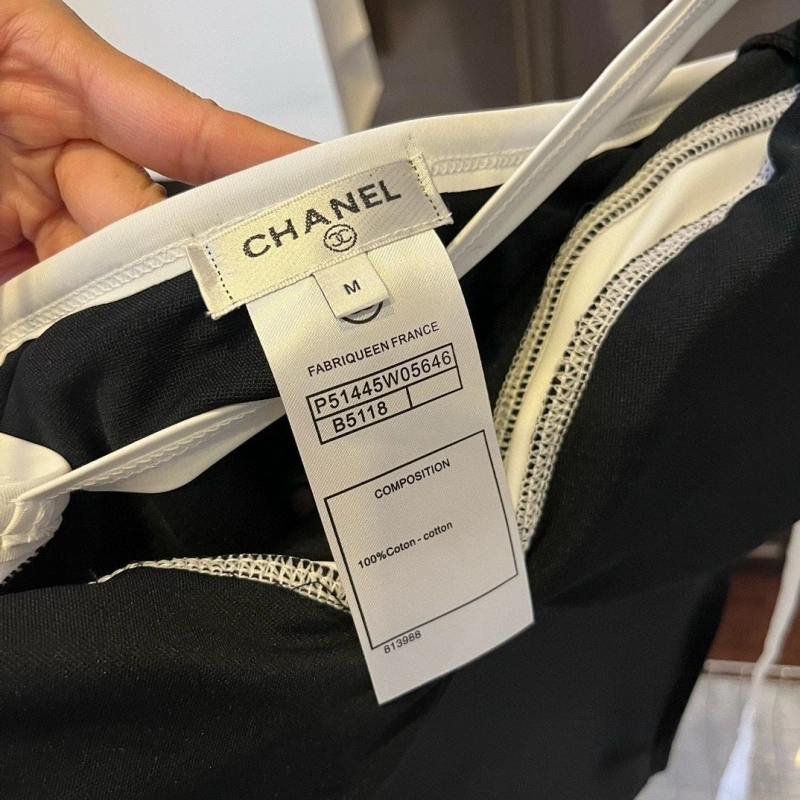 CHANEL
M
FABRIQUEEN FRANCE
P51445W05646
B5118
COMPOSITION
100%Coton - cotton
813988